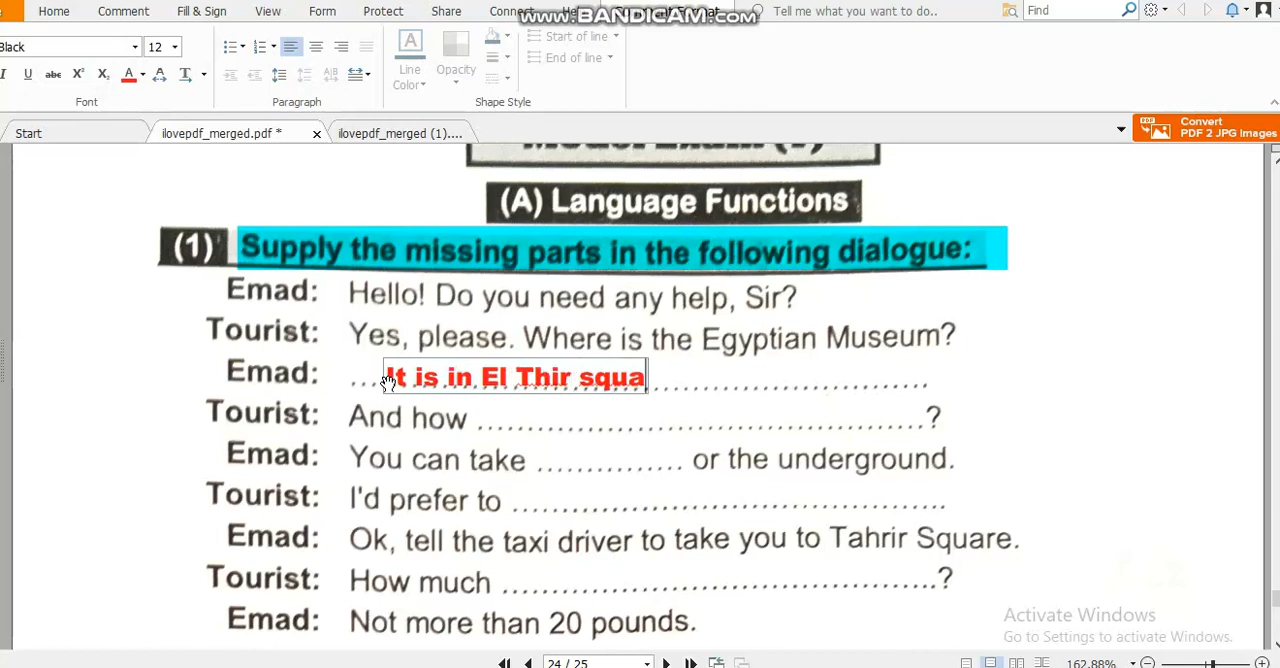 Home Comment Fill & Sign View Form Protect Share Connect Tell me what you want to do.. Find
www.BANDICAM.com
Black 12 Start of line
Line Color Opacity End of line
Font Paragraph Shape Style
Start ilovepdf_merged.pdf * ilovepdf_merged (1)....
Convert
PDF 2 JPG Images
(A) Language Functions
(1) Supply the missing parts in the following dialogue:
Emad: Hello! Do you need any help, Sir?
Tourist: Yes, please. Where is the Egyptian Museum?
Emad: ... It is in El Thir squa ...........................
Tourist: And how ...........................?
Emad: You can take ............... or the underground.
Tourist: I'd prefer to ...........................
Emad: Ok, tell the taxi driver to take you to Tahrir Square.
Tourist: How much ...........................?
Emad: Not more than 20 pounds.
Activate Windows
Go to Settings to activate Windows.
24 / 25 162.88%